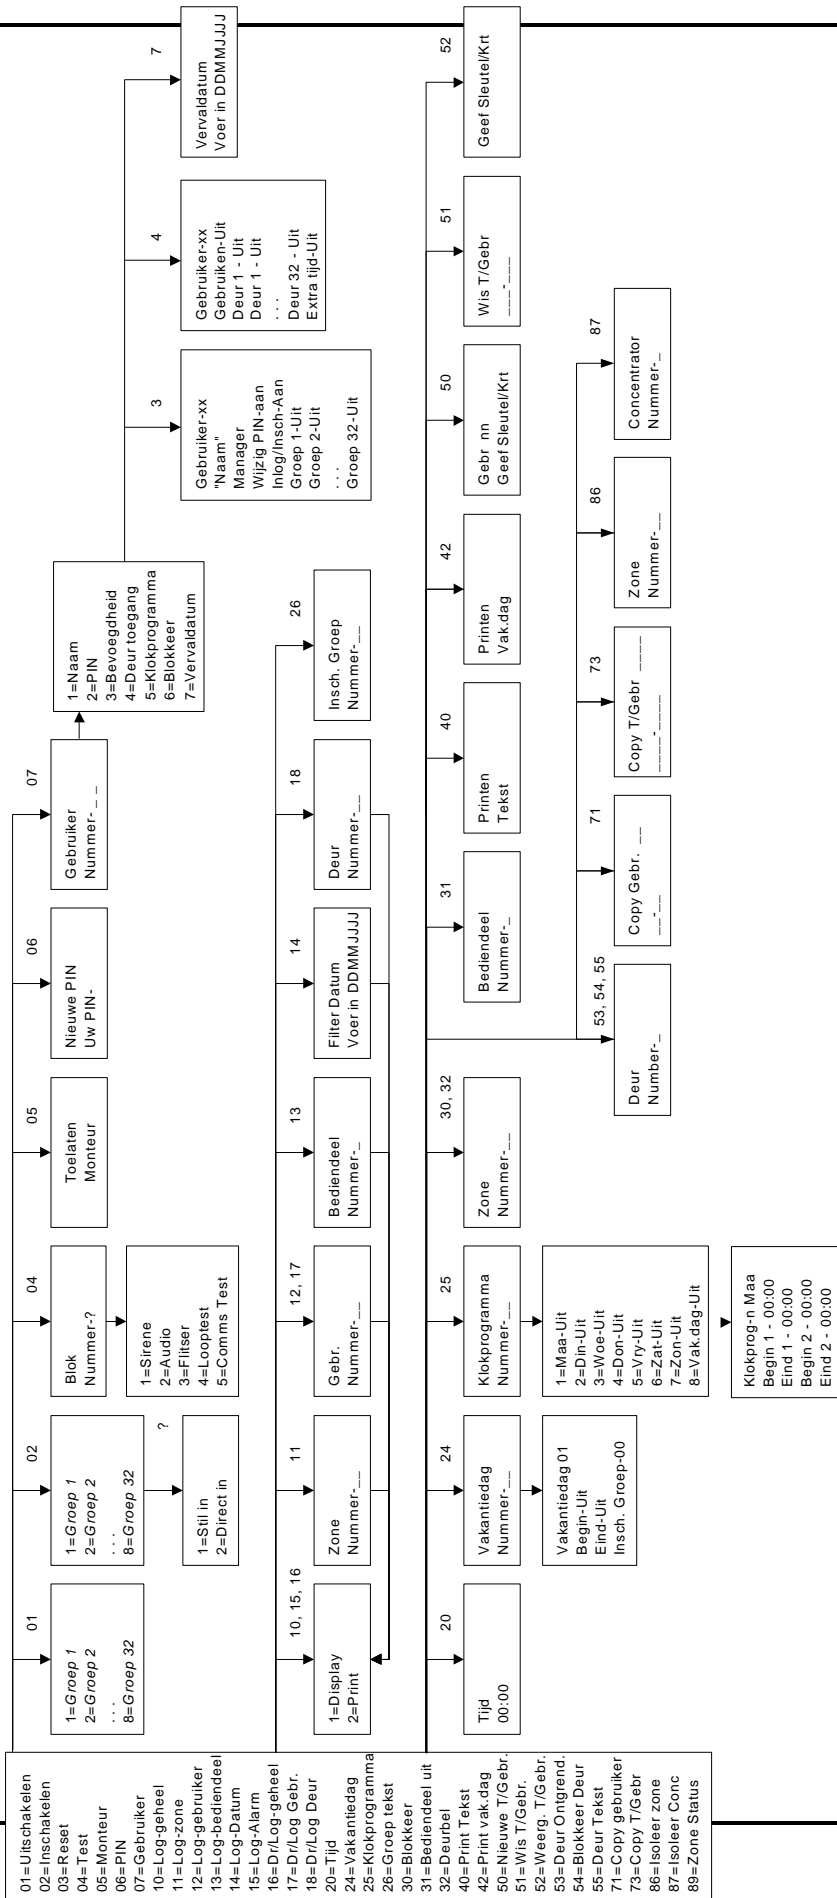 01=Uitschakelen
02=Inschakelen
03=Reset
04=Test
05=Monteur
06=PIN
07=Gebruiker
10=Log-geheel
11=Log-zone
12=Log-gebruiker
13=Log-bediendeel
14=Log-Datum
15=Log-Alarm
16=Dr/Log-geheel
17=Dr/Log Gebr.
18=Dr/Log Deur
20=Tijd
24=Vakantiedag
25=Klokprogramma
26=Groep tekst
30=Blokkeer
31=Bediendeel uit
32=Deurbel
40=Print Tekst
42=Print vak.dag
50=Nieuwe T/Gebr.
51=Wis T/Gebr.
52=Weerg. T/Gebr.
53=Deur Ontgrend.
54=Blokkeer Deur
55=Deur Tekst
71=Copy gebruiker
73=Copy T/Gebr
86=Isoleer zone
87=Isoleer Conc
89=Zone Status
01
1=Groep 1
2=Groep 2
. . .
8=Groep 32
02
1=Groep 1
2=Groep 2
. . .
8=Groep 32
?
1=Stil in
2=Direct in
04
Blok
Nummer-?
1=Sirene
2=Audio
3=Flitser
4=Looptest
5=Comms Test
05
Toelaten
Monteur
06
Nieuwe PIN
Uw PIN-
07
Gebruiker
Nummer-_ _
1=Naam
2=PIN
3=Bevoegdheid
4=Deur toegang
5=Klokprogramma
6=Blokkeer
7=Vervaldatum
3
Gebruiker-xx
"Naam"
Manager
Wijzig PIN-aan
Inlog/Insch-Aan
Groep 1-Uit
Groep 2-Uit
. . .
Groep 32-Uit
4
Gebruiker-xx
Gebruiken-Uit
Deur 1 - Uit
Deur 1 - Uit
. . .
Deur 32 - Uit
Extra tijd-Uit
7
Vervaldatum
Voer in DDMMJJJJ
10, 15, 16
1=Display
2=Print
11
Zone
Nummer-__
12, 17
Gebr.
Nummer-__
13
Bediendeel
Nummer-_
14
Filter Datum
Voer in DDMMJJJJ
18
Deur
Nummer-__
26
Insch. Groep
Nummer-__
20
Tijd
00:00
24
Vakantiedag
Nummer-__
Vakantiedag 01
Begin-Uit
Eind-Uit
Insch. Groep-00
25
Klokprogramma
Nummer-__
1=Maa-Uit
2=Din-Uit
3=Woe-Uit
4=Don-Uit
5=Vry-Uit
6=Zat-Uit
7=Zon-Uit
8=Vak.dag-Uit
Klokprog-n Maa
Begin 1 - 00:00
Eind 1 - 00:00
Begin 2 - 00:00
Eind 2 - 00:00
30, 32
Zone
Nummer-__
31
Bediendeel
Nummer-_
40
Printen
Tekst
42
Printen
Vak.dag
50
Gebr nn
Geef Sleutel/Krt
51
Wis T/Gebr
___-___
52
Geef Sleutel/Krt
53, 54, 55
Deur
Number-_
71
Copy Gebr. __
__-__
73
Copy T/Gebr ____
____-____
86
Zone
Nummer-__
87
Concentrator
Nummer-_